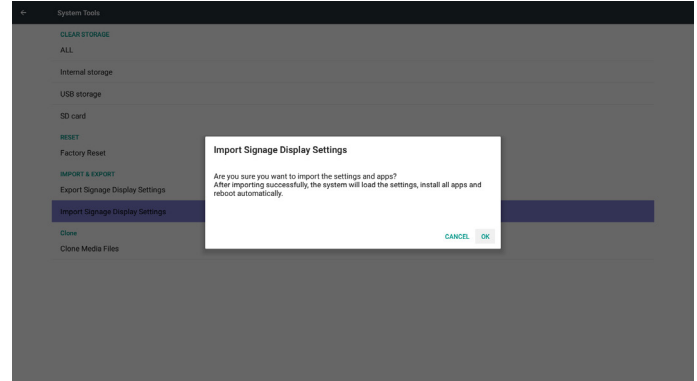 System Tools
CLEAR STORAGE
ALL
Internal storage
USB storage
SD card
RESET
Factory Reset
IMPORT & EXPORT
Export Signage Display Settings
Import Signage Display Settings
Clone
Clone Media Files
Import Signage Display Settings
Are you sure you want to import the settings and apps?
After importing successfully, the system will load the settings, install all apps and
reboot automatically.
CANCEL OK